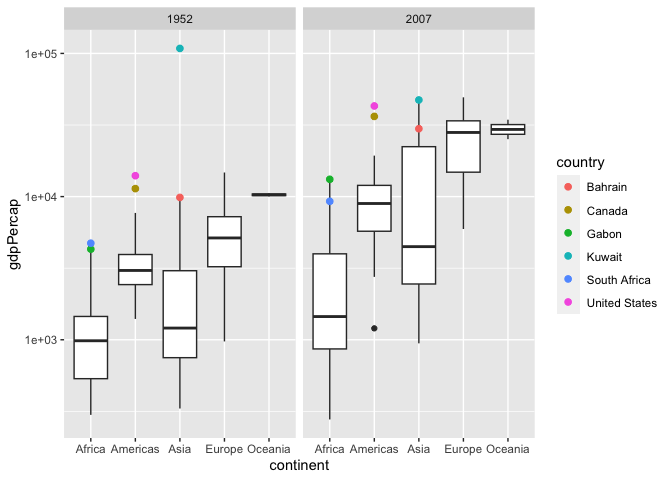 1952 2007
gdpPercap
1e+05
1e+04
1e+03
Africa Americas Asia Europe Oceania Africa Americas Asia Europe Oceania
continent
country
Bahrain
Canada
Gabon
Kuwait
South Africa
United States